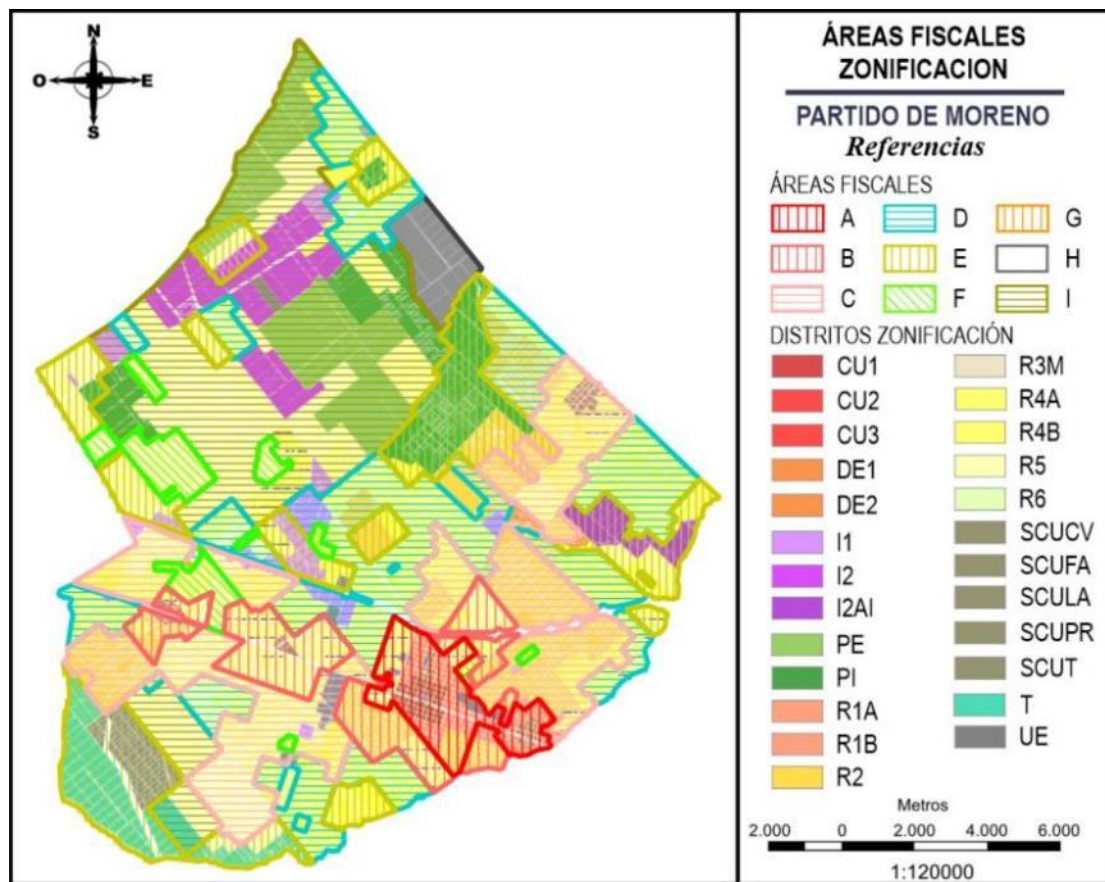 N
O
E
S
ÁREAS FISCALES
ZONIFICACION
PARTIDO DE MORENO
Referencias
ÁREAS FISCALES
A D G
B E H
C F I
DISTRITOS ZONIFICACIÓN
CU1 R3M
CU2 R4A
CU3 R4B
DE1 R5
DE2 R6
I1 SCUCV
I2 SCUFA
I2AI SCULA
PE SCUPR
PI SCUT
R1A T
R1B UE
R2
Metros
2.000 0 2.000 4.000 6.000
1:120000